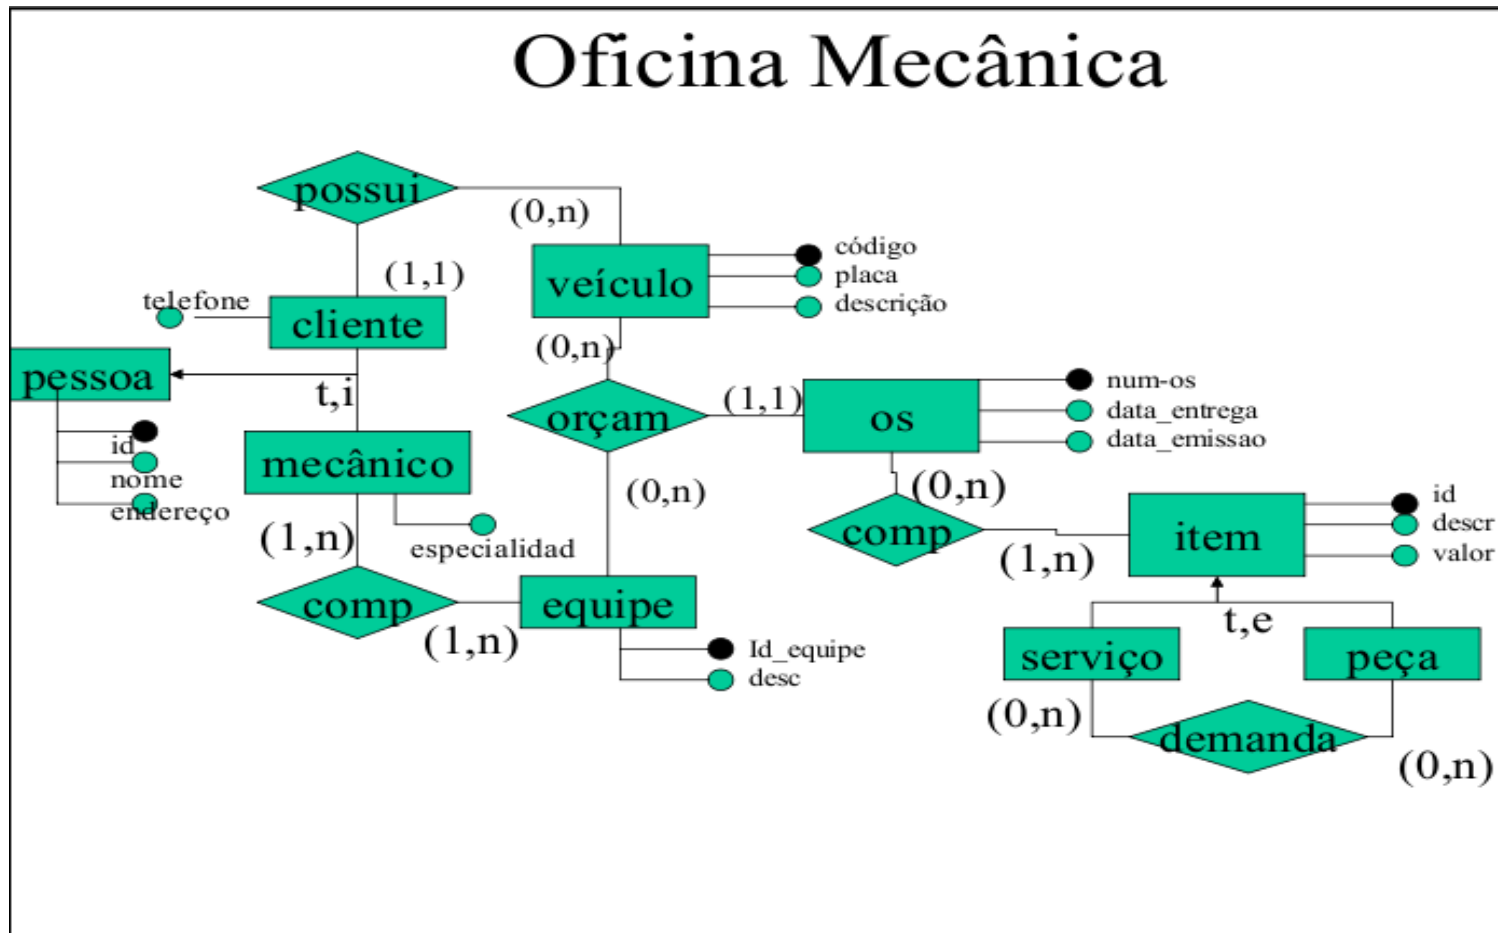 Oficina Mecânica
possui
(0,n)
código
placa
descrição
veículo
(1,1)
telefone
cliente
(0,n)
pessoa
t,i
orçam
(1,1)
os
num-os
data_entrega
data_emissao
id
nome
endereço
mecânico
(0,n)
(0,n)
especialidad
(1,n)
comp
(1,n)
item
id
descr
valor
comp
(1,n)
equipe
t,e
Id_equipe
desc
serviço
peça
(0,n)
demanda
(0,n)